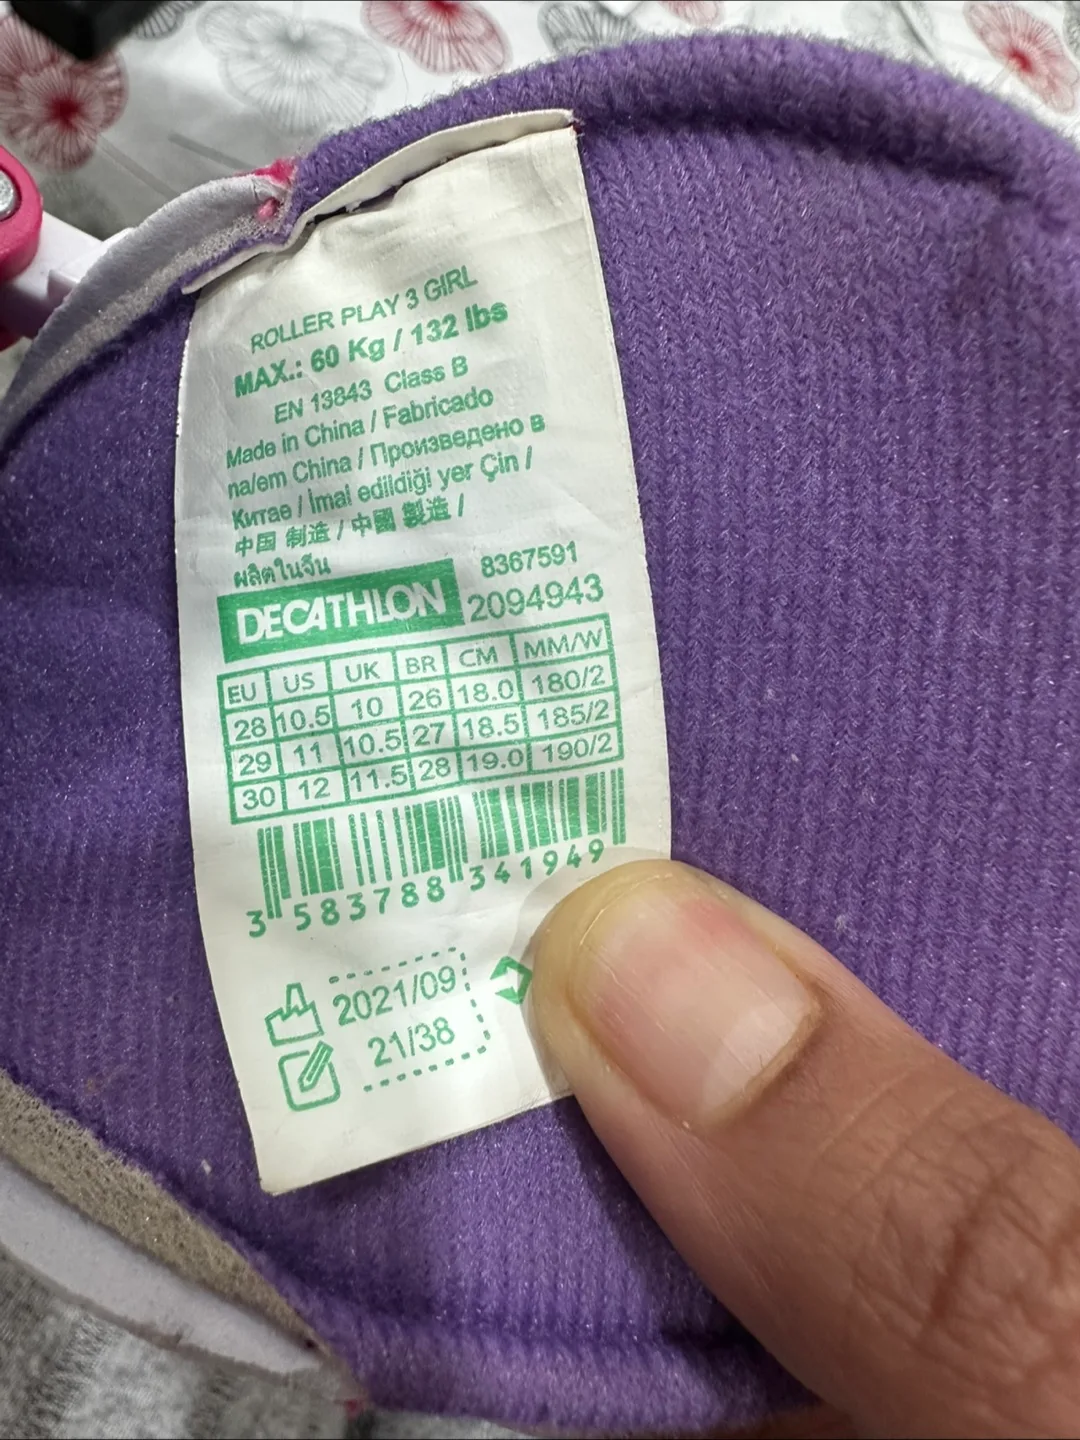 ROLLER PLAY 3 GIRL
MAX.: 60 Kg / 132 lbs
EN 13843 Class B
Made in China / Fabricado
na/em China / Произведено в
Китае / İmal edildiği yer Çin /
中国 制造 / 中國 製造 /
ผลิตในจีน
8367591
DECATHLON 2094943
EU US UK BR CM MM/W
28 10.5 10 26 18.0 180/2
29 11 10.5 27 18.5 185/2
30 12 11.5 28 19.0 190/2
3 583788 341949
2021/09
21/38